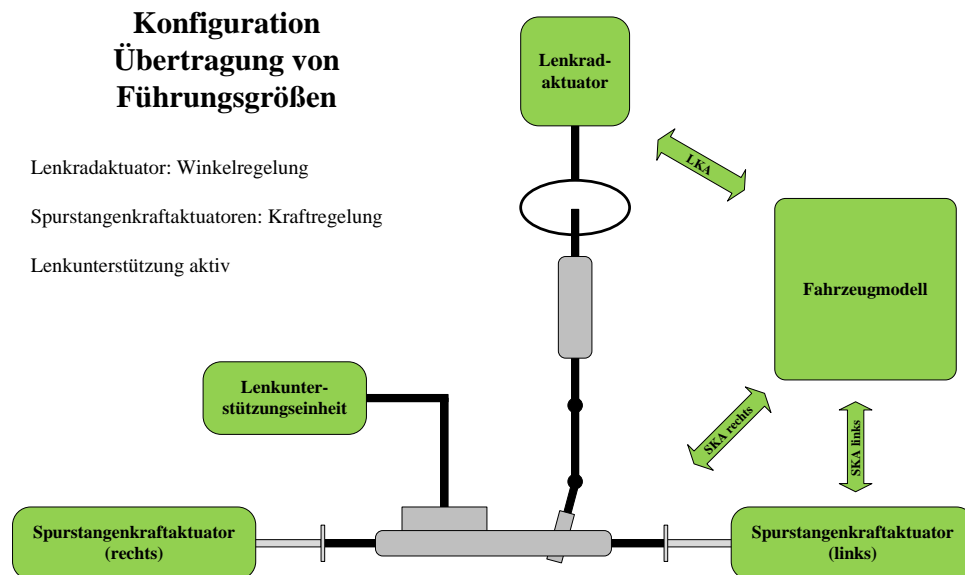 Konfiguration
Übertragung von
Führungsgrößen
Lenkradaktuator: Winkelregelung
Spurstangenkraftaktuatoren: Kraftregelung
Lenkunterstützung aktiv
Lenkrad-
aktuator
LKA
Fahrzeugmodell
Lenkunter-
stützungseinheit
SKA rechts
SKA links
Spurstangenkraftaktuator
(rechts)
Spurstangenkraftaktuator
(links)